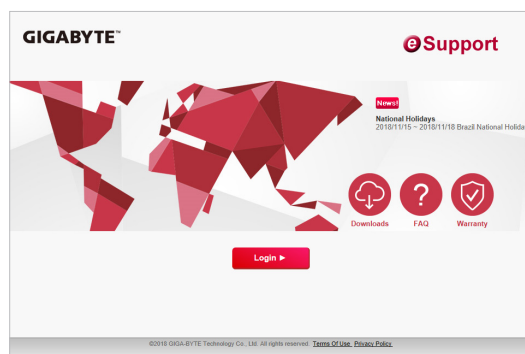 GIGABYTE™
eSupport
News!
National Holidays
2018/11/15 ~ 2018/11/18 Brazil National Holida
Downloads
FAQ
Warranty
Login ►
©2018 GIGA-BYTE Technology Co., Ltd. All rights reserved. Terms Of Use Privacy Policy